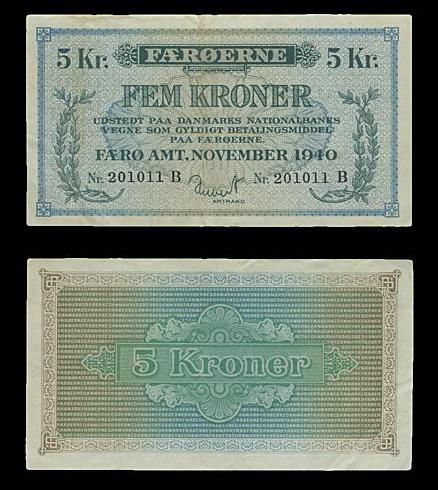 5 Kr. FÆRØERNE 5 Kr.
FEM KRONER
UDSTEDT PAA DANMARKS NATIONALBANKS
VEGNE SOM GYLDIGT BETALINGSMIDDEL
PAA FÆRØERNE.
FÆRØ AMT, NOVEMBER 1940
Nr. 201011 B Nr. 201011 B
AMTMAND
5 Kroner